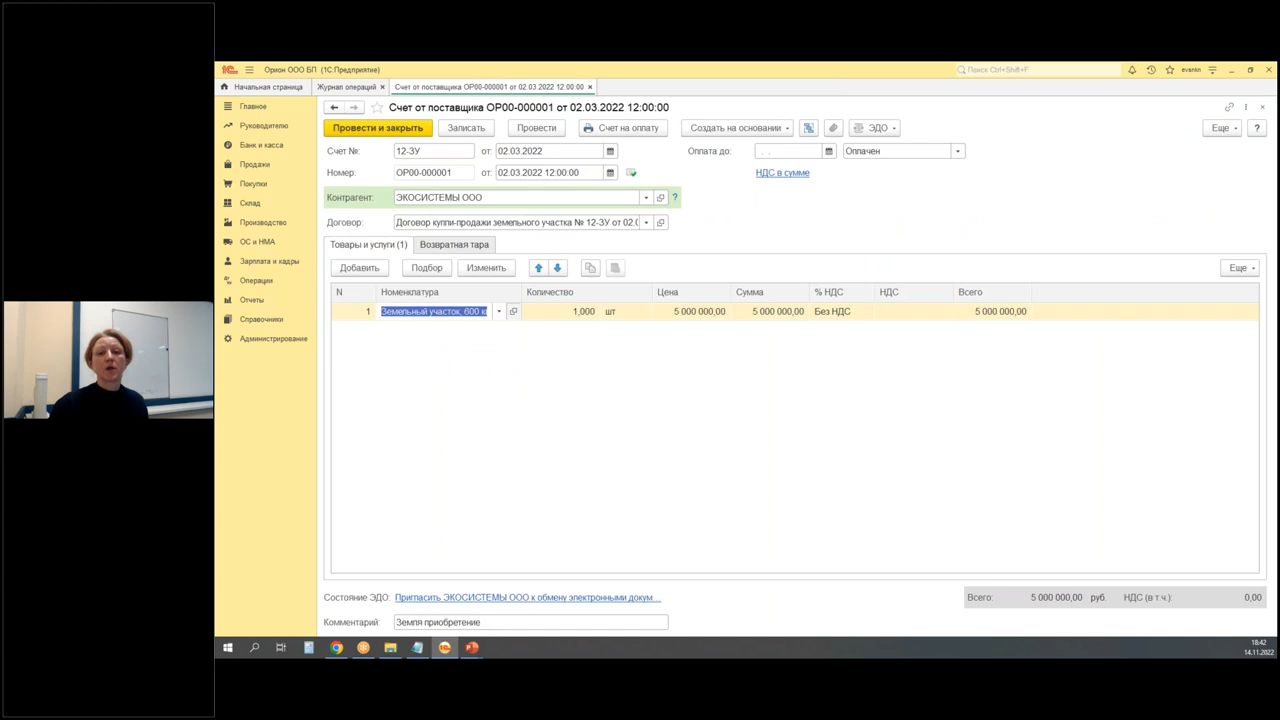 Орион ООО БП (1С:Предприятие)
Поиск Ctrl+Shift+F
evankn
Начальная страница
Журнал операций ×
Счет от поставщика ОР00-000001 от 02.03.2022 12:00:00 ×
Главное
Руководителю
Банк и касса
Продажи
Покупки
Склад
Производство
ОС и НМА
Зарплата и кадры
Операции
Отчеты
Справочники
Администрирование
Счет от поставщика ОР00-000001 от 02.03.2022 12:00:00
Провести и закрыть
Записать
Провести
Счет на оплату
Создать на основании
ЭДО
Еще
?
Счет №: 12-ЗУ от: 02.03.2022
Оплата до: . . Оплачен
Номер: ОР00-000001 от: 02.03.2022 12:00:00
НДС в сумме
Контрагент: ЭКОСИСТЕМЫ ООО ?
Договор: Договор куппи-продажи земельного участка № 12-ЗУ от 02.0
Товары и услуги (1)
Возвратная тара
Добавить
Подбор
Изменить
Еще
N Номенклатура Количество Цена Сумма % НДС НДС Всего
1 Земельный участок, 600 к 1,000 шт 5 000 000,00 5 000 000,00 Без НДС 5 000 000,00
Состояние ЭДО: Пригласить ЭКОСИСТЕМЫ ООО к обмену электронными докум...
Всего: 5 000 000,00 руб. НДС (в т.ч.): 0,00
Комментарий: Земля приобретение
18:42
14.11.2022